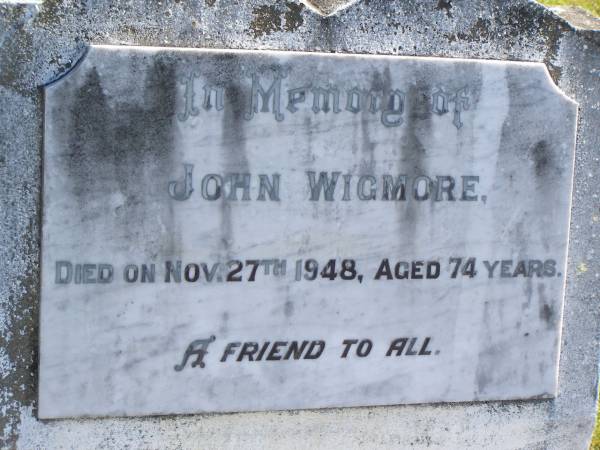 In Memory of
JOHN WIGMORE,
DIED ON NOV. 27TH 1948, AGED 74 YEARS.
A FRIEND TO ALL.